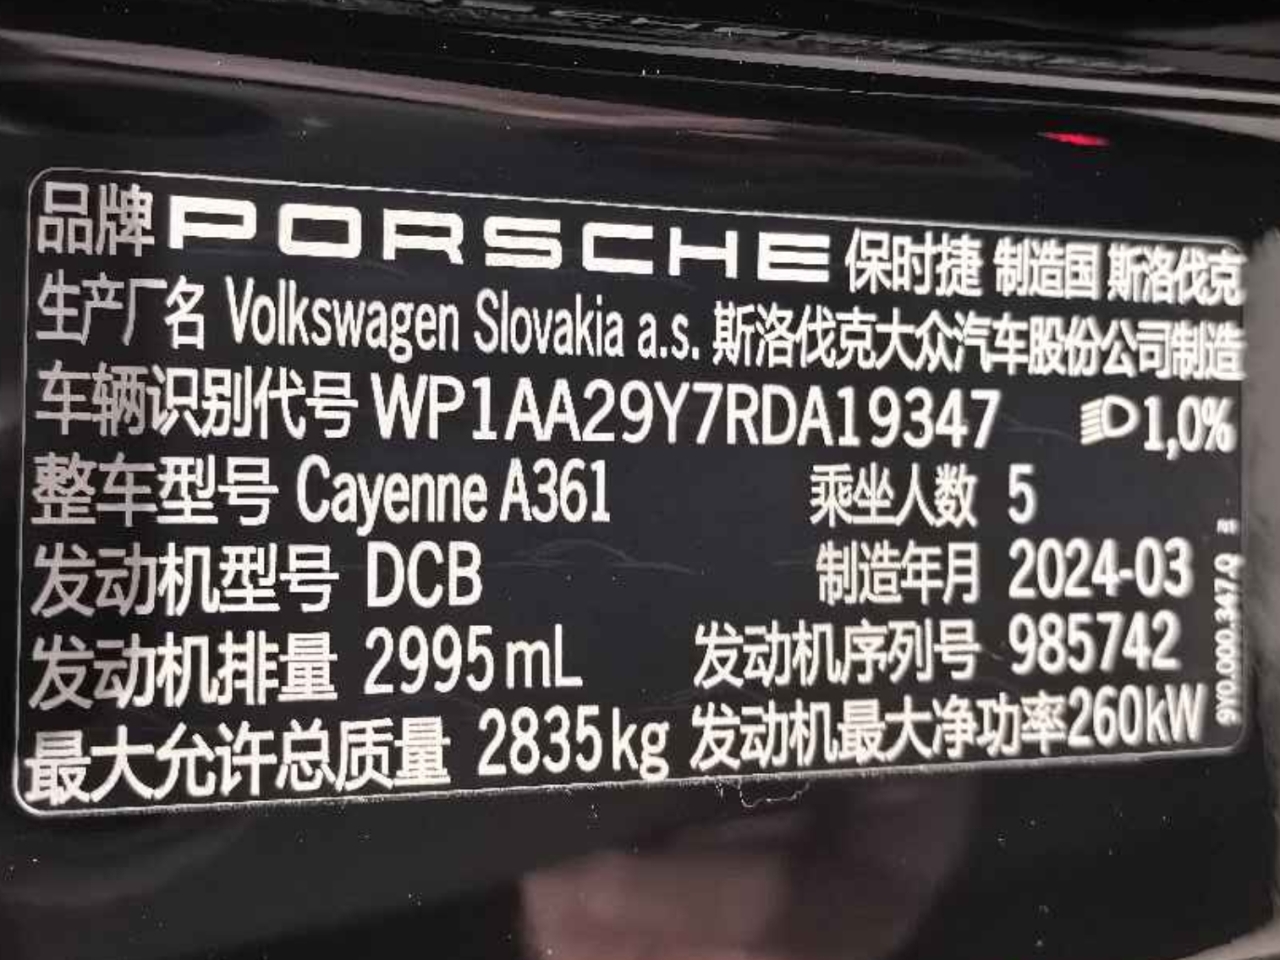 品牌 PORSCHE 保时捷 制造国 斯洛伐克
生产厂名 Volkswagen Slovakia a.s. 斯洛伐克大众汽车股份公司制造
车辆识别代号 WP1AA29Y7RDA19347 1,0%
整车型号 Cayenne A361 乘坐人数 5
发动机型号 DCB 制造年月 2024-03
发动机排量 2995 mL 发动机序列号 985742
最大允许总质量 2835 kg 发动机最大净功率 260kW
9Y0.000.347.Q